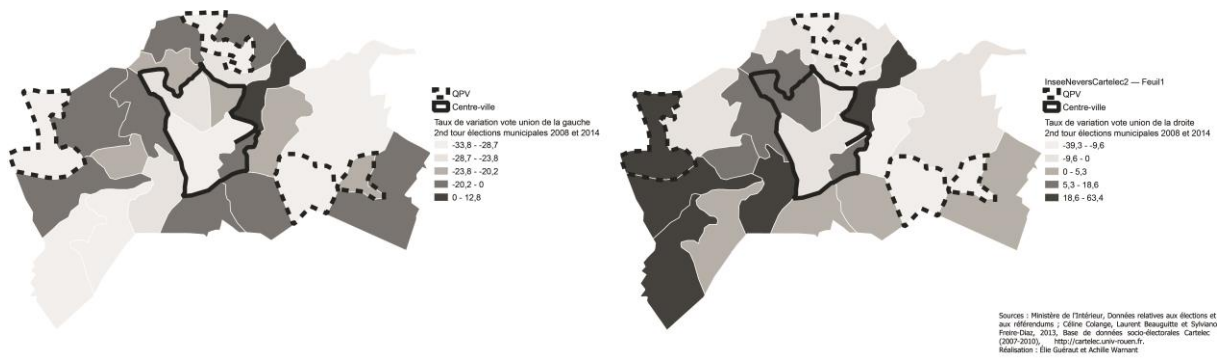 QPV
Centre-ville
Taux de variation vote union de la gauche
2nd tour élections municipales 2008 et 2014
-33,8 - -28,7
-28,7 - -23,8
-23,8 - -20,2
-20,2 - 0
0 - 12,8
InseeNeversCartelec2 — Feuil1
QPV
Centre-ville
Taux de variation vote union de la droite
2nd tour élections municipales 2008 et 2014
-39,3 - -9,6
-9,6 - 0
0 - 5,3
5,3 - 18,6
18,6 - 63,4
Sources : Ministère de l'Intérieur, Données relatives aux élections et
aux référendums ; Céline Colange, Laurent Beauguitte et Sylviano
Freire-Diaz, 2013, Base de données socio-électorales Cartelec
(2007-2010), http://cartelec.univ-rouen.fr.
Réalisation : Élie Guéraut et Achille Warnant